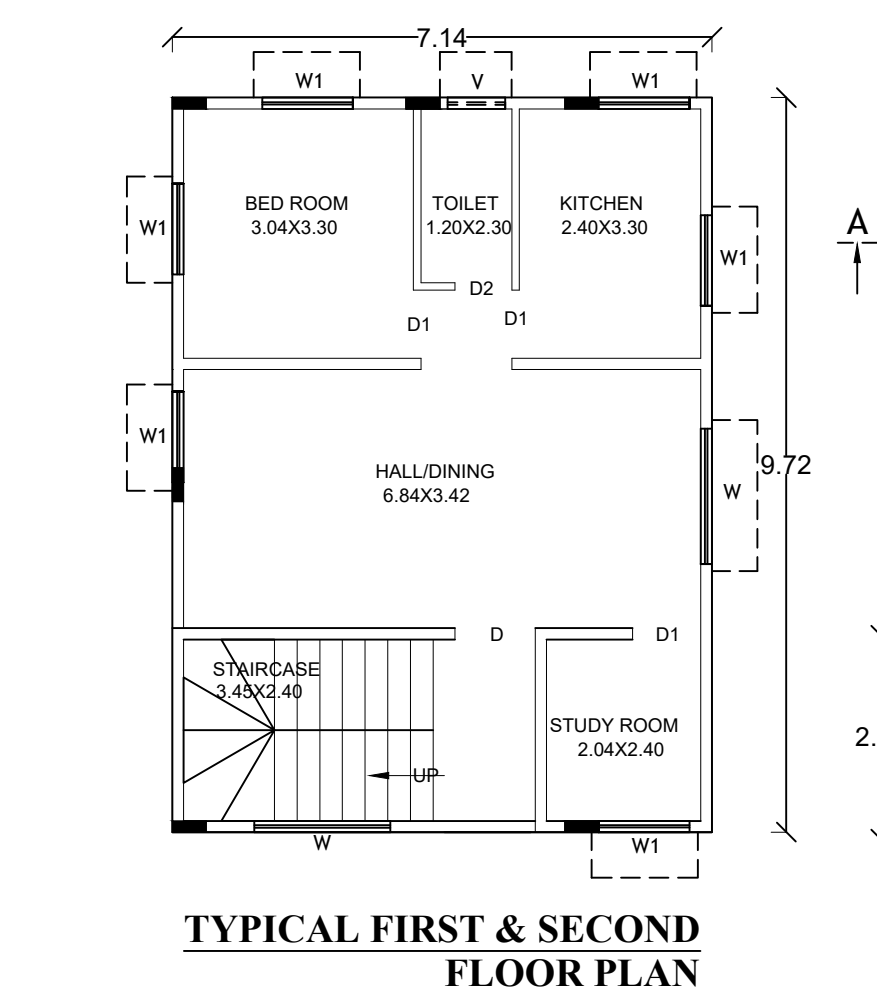 7.14
W1
V
W1
BED ROOM
3.04X3.30
TOILET
1.20X2.30
KITCHEN
2.40X3.30
W1
W1
A
D2
D1
D1
W1
HALL/DINING
6.84X3.42
W
9.72
D
D1
STAIRCASE
3.45X2.40
STUDY ROOM
2.04X2.40
2.
UP
W
W1
TYPICAL FIRST & SECOND
FLOOR PLAN